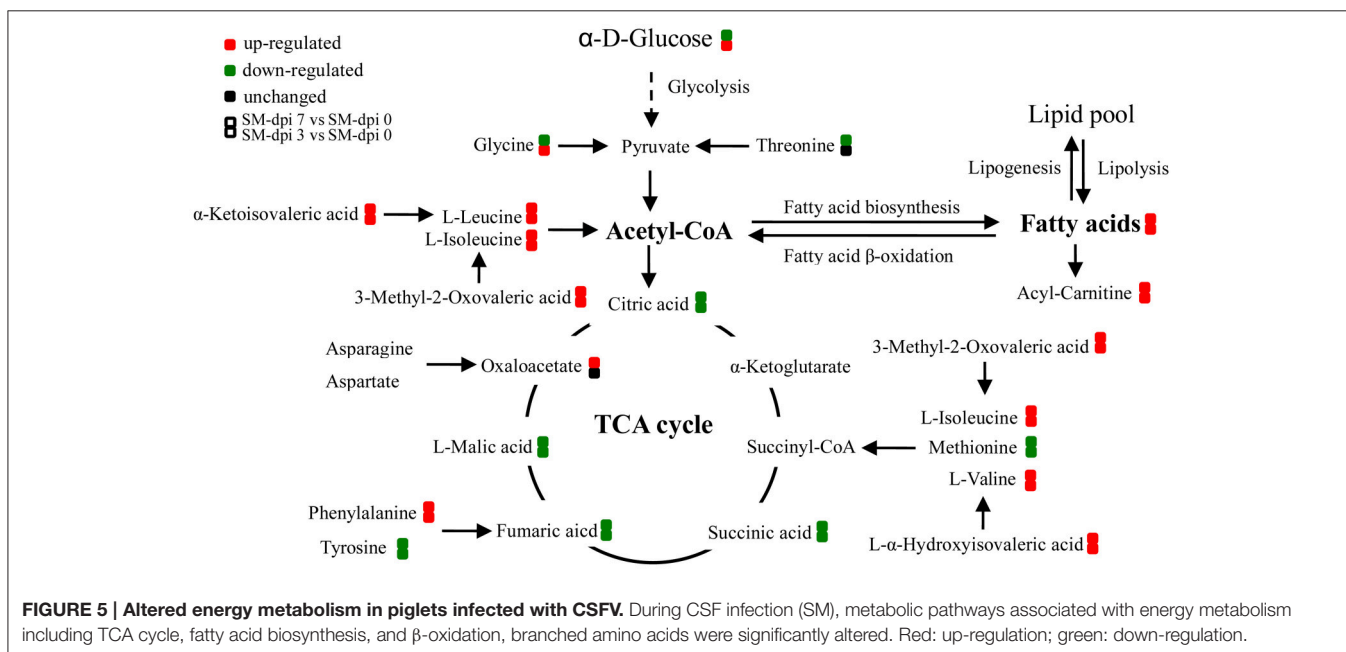 α-D-Glucose
up-regulated
down-regulated
unchanged
SM-dpi 7 vs SM-dpi 0
SM-dpi 3 vs SM-dpi 0
Glycolysis
Lipid pool
Glycine
Pyruvate
Threonine
Lipogenesis
Lipolysis
α-Ketoisovaleric acid
L-Leucine
L-Isoleucine
Acetyl-CoA
Fatty acid biosynthesis
Fatty acid β-oxidation
Fatty acids
3-Methyl-2-Oxovaleric acid
Citric acid
Acyl-Carnitine
Asparagine
Aspartate
Oxaloacetate
α-Ketoglutarate
3-Methyl-2-Oxovaleric acid
TCA cycle
L-Malic acid
Succinyl-CoA
L-Isoleucine
Methionine
L-Valine
Phenylalanine
Tyrosine
Fumaric aicd
Succinic acid
L-α-Hydroxyisovaleric acid
FIGURE 5 | Altered energy metabolism in piglets infected with CSFV. During CSF infection (SM), metabolic pathways associated with energy metabolism
including TCA cycle, fatty acid biosynthesis, and β-oxidation, branched amino acids were significantly altered. Red: up-regulation; green: down-regulation.